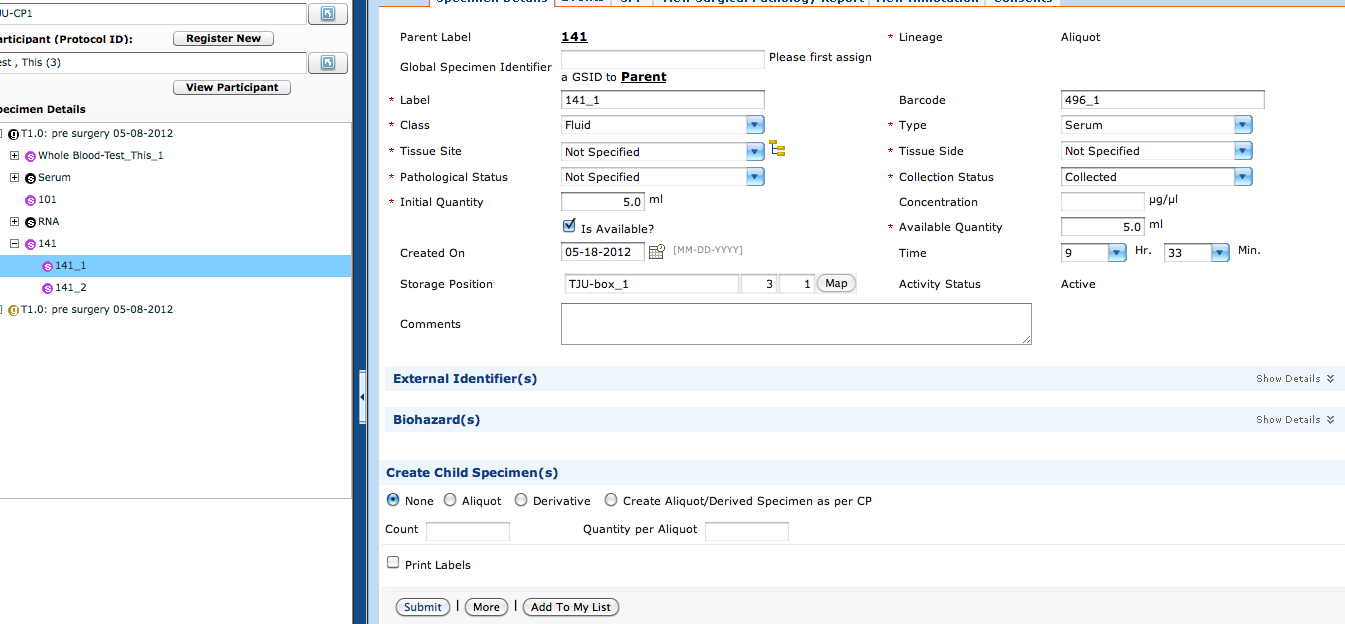 JU-CP1
articipant (Protocol ID):
Register New
est , This (3)
View Participant
pecimen Details
T1.0: pre surgery 05-08-2012
Whole Blood-Test_This_1
Serum
101
RNA
141
141_1
141_2
T1.0: pre surgery 05-08-2012
Specimen Details Events View Surgical Pathology Report View Annotation Consents
Parent Label 141 * Lineage Aliquot
Global Specimen Identifier Please first assign
a GSID to Parent
* Label 141_1 Barcode 496_1
* Class Fluid * Type Serum
* Tissue Site Not Specified * Tissue Side Not Specified
* Pathological Status Not Specified * Collection Status Collected
* Initial Quantity 5.0 ml Concentration µg/µl
Is Available? * Available Quantity 5.0 ml
Created On 05-18-2012 [MM-DD-YYYY] Time 9 Hr. 33 Min.
Storage Position TJU-box_1 3 1 Map Activity Status Active
Comments
External Identifier(s) Show Details
Biohazard(s) Show Details
Create Child Specimen(s)
None Aliquot Derivative Create Aliquot/Derived Specimen as per CP
Count Quantity per Aliquot
Print Labels
Submit | More | Add To My List